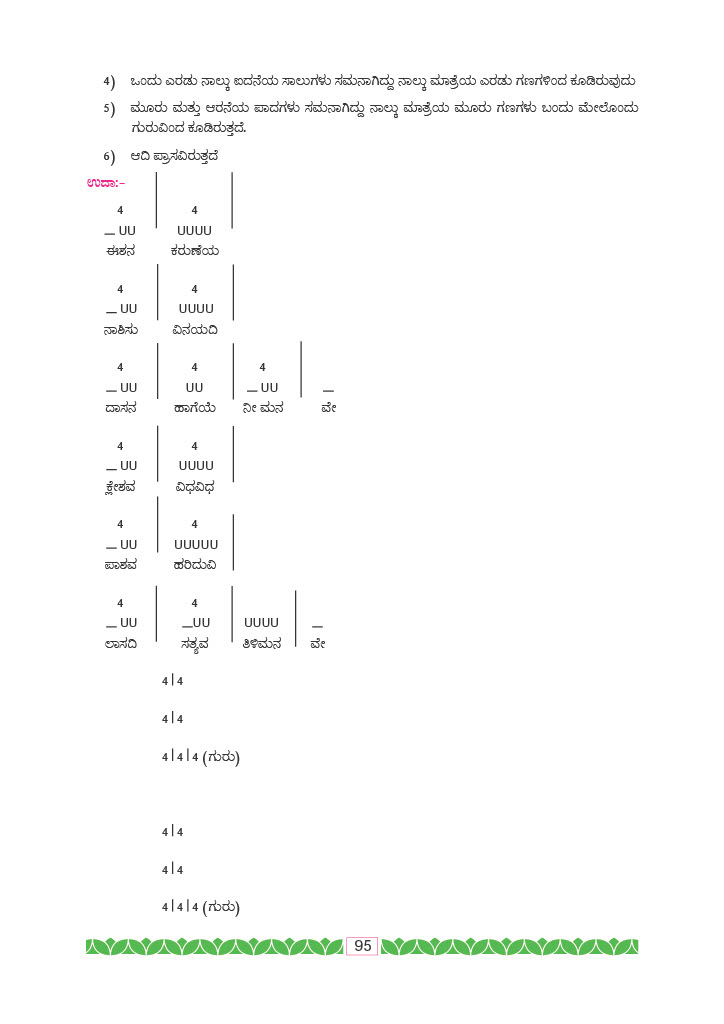 4) ಒಂದು ಎರಡು ನಾಲ್ಕು ಐದನೆಯ ಸಾಲುಗಳು ಸಮನಾಗಿದ್ದು ನಾಲ್ಕು ಮಾತ್ರೆಯ ಎರಡು ಗಣಗಳಿಂದ ಕೂಡಿರುವುದು
5) ಮೂರು ಮತ್ತು ಆರನೆಯ ಪಾದಗಳು ಸಮನಾಗಿದ್ದು ನಾಲ್ಕು ಮಾತ್ರೆಯ ಮೂರು ಗಣಗಳು ಬಂದು ಮೇಲೊಂದು
ಗುರುವಿಂದ ಕೂಡಿರುತ್ತದೆ.
6) ಆದಿ ಪ್ರಾಸವಿರುತ್ತದೆ
ಉದಾ:-
4 | 4 |
— UU | UUUU |
ಈಶನ ಕರುಣೆಯ
4 | 4 |
— UU | UUUU |
ನಾಶಿಸು ವಿನಯದಿ
4 | 4 | 4 |
— UU | UU | — UU | —
ದಾಸನ ಹಾಗೆಯೆ ನೀ ಮನ ವೇ
4 | 4 |
— UU | UUUU |
ಕ್ಲೇಶವ ವಿಧವಿಧ
4 | 4 |
— UU | UUUUU |
ಪಾಶವ ಹರಿದುವಿ
4 | 4 | |
— UU | —UU | UUUU | —
ಲಾಸದಿ ಸತ್ಯವ ತಿಳಿಮನ ವೇ
4|4
4|4
4|4|4 (ಗುರು)
4|4
4|4
4|4|4 (ಗುರು)
95